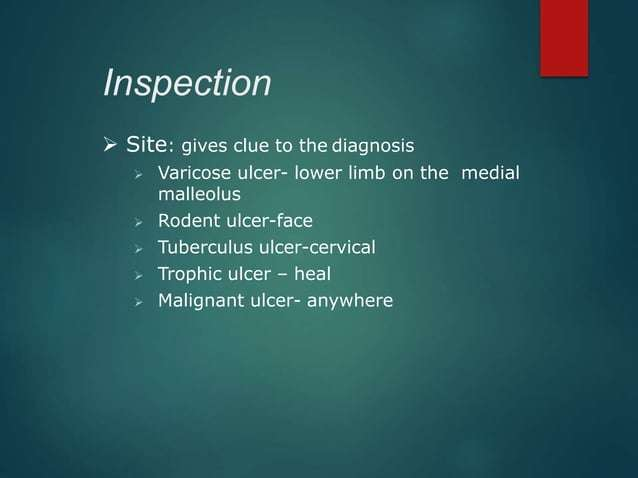 Inspection
Site: gives clue to the diagnosis
Varicose ulcer- lower limb on the medial
malleolus
Rodent ulcer-face
Tuberculus ulcer-cervical
Trophic ulcer – heal
Malignant ulcer- anywhere